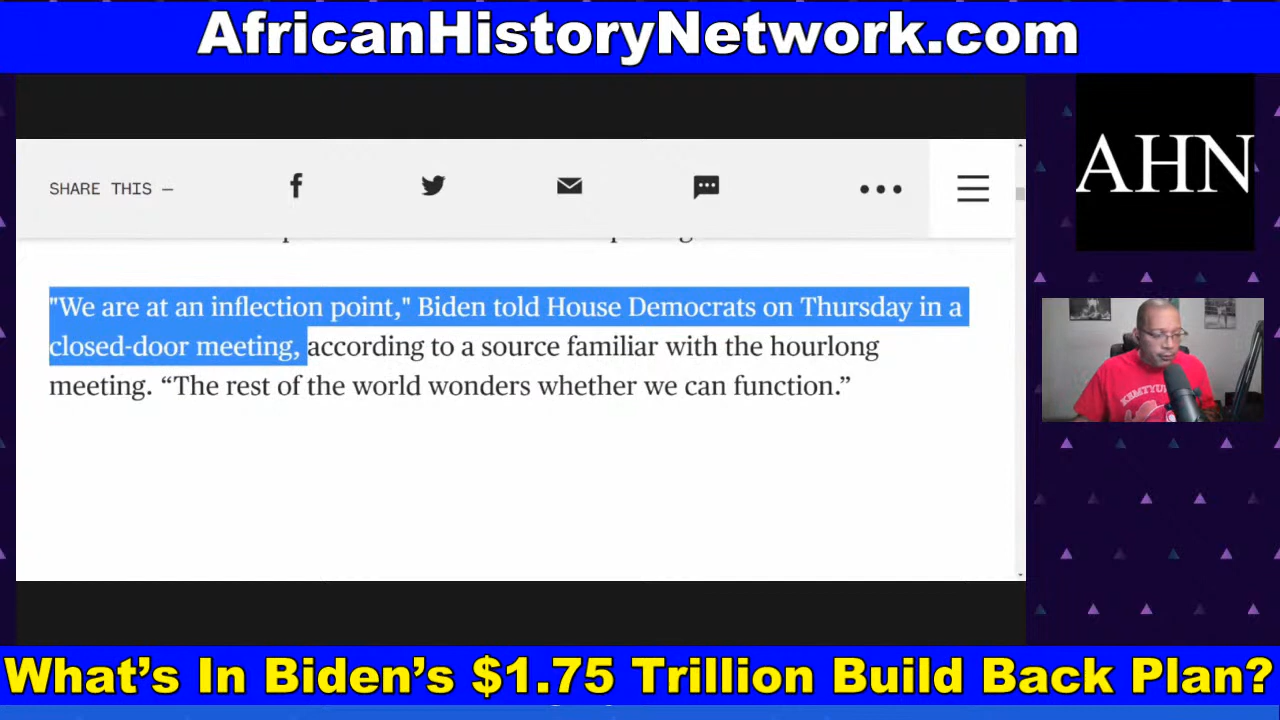 AfricanHistoryNetwork.com
AHN
SHARE THIS —
"We are at an inflection point," Biden told House Democrats on Thursday in a
closed-door meeting, according to a source familiar with the hourlong
meeting. “The rest of the world wonders whether we can function.”
What’s In Biden’s $1.75 Trillion Build Back Plan?